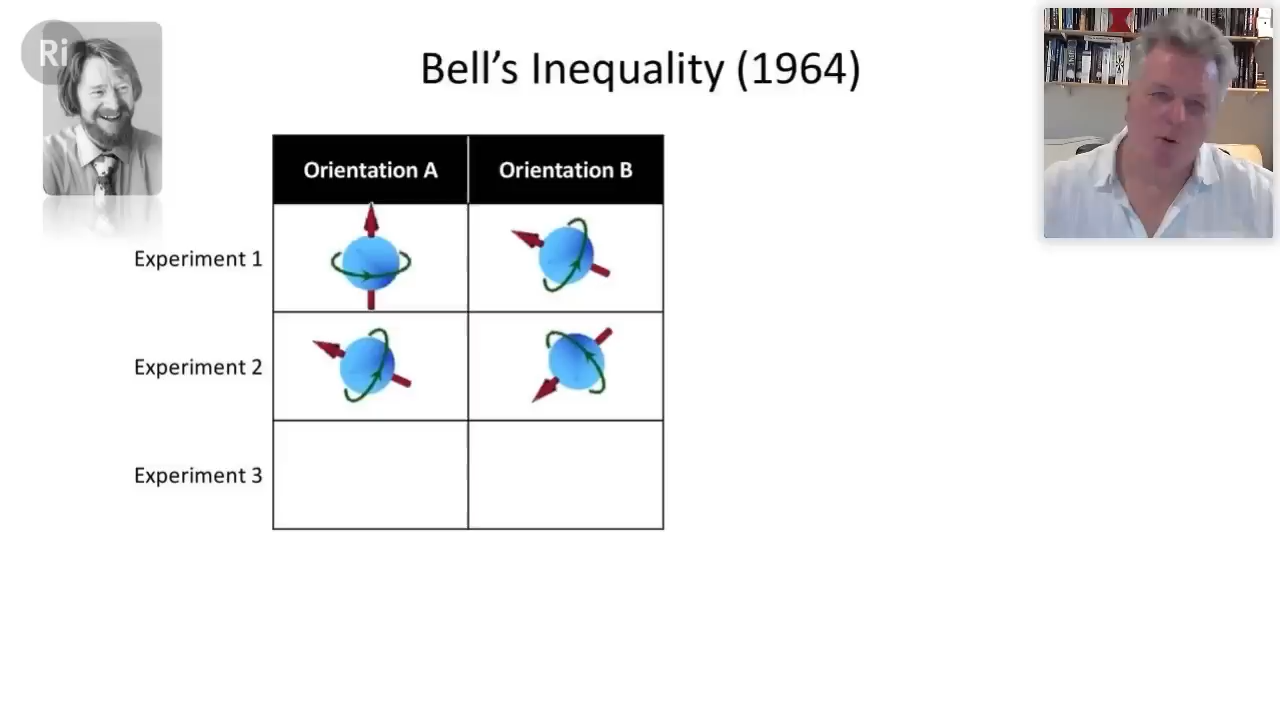 Ri
Bell’s Inequality (1964)
Orientation A
Orientation B
Experiment 1
Experiment 2
Experiment 3